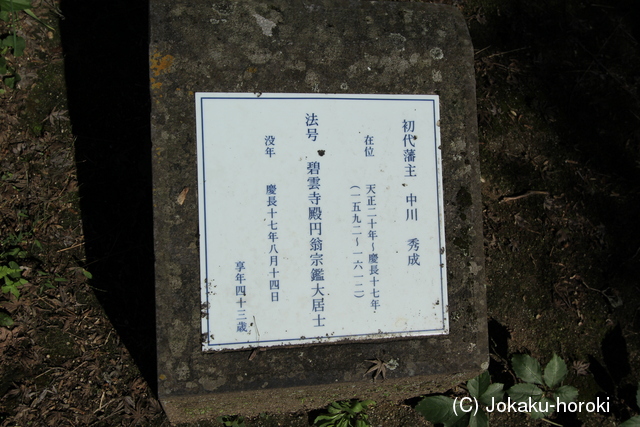 初代藩主 中川 秀成
在位 天正二十年～慶長十七年
(一五九二～一六一二)
法号 碧雲寺殿円翁宗鑑大居士
没年 慶長十七年八月十四日
享年四十三歳
(C) Jokaku-horoki